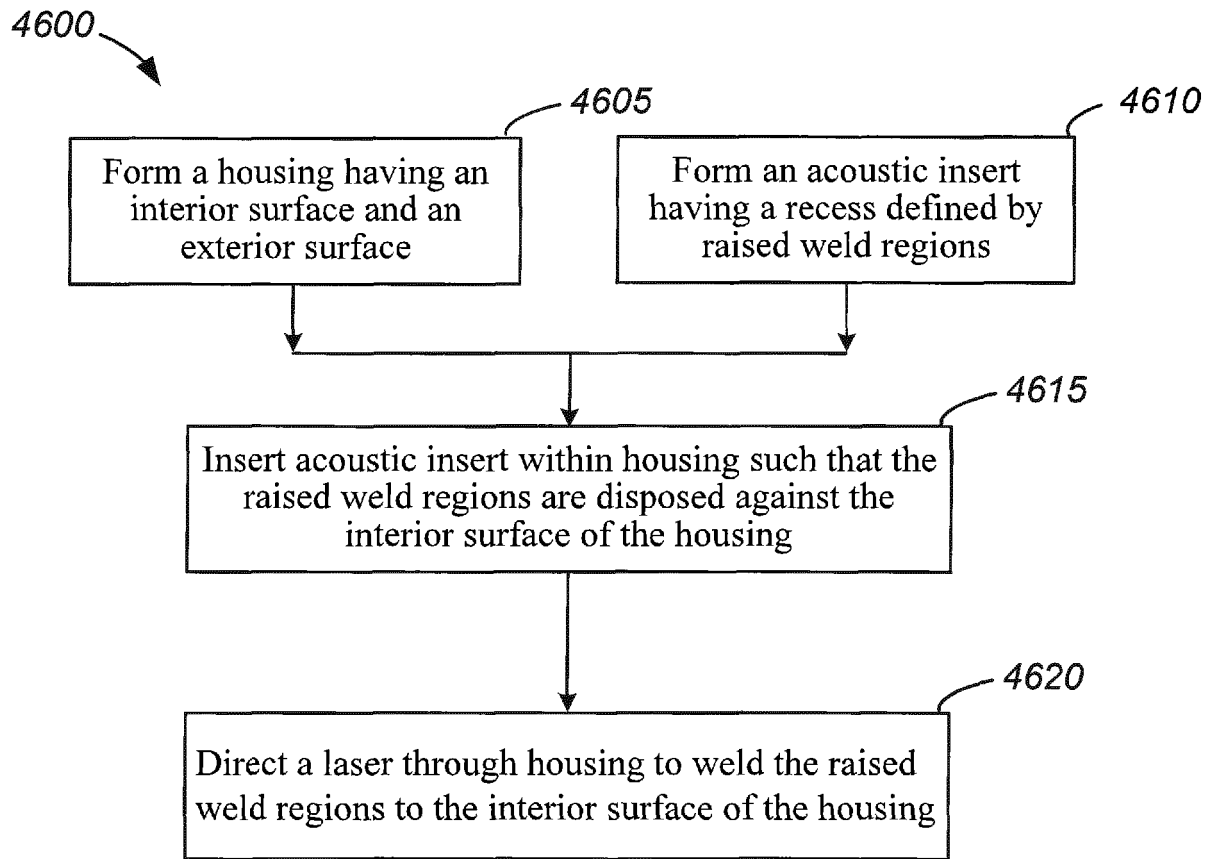 4600
4605
4610
Form a housing having an
interior surface and an
exterior surface
Form an acoustic insert
having a recess defined by
raised weld regions
4615
Insert acoustic insert within housing such that the
raised weld regions are disposed against the
interior surface of the housing
4620
Direct a laser through housing to weld the raised
weld regions to the interior surface of the housing